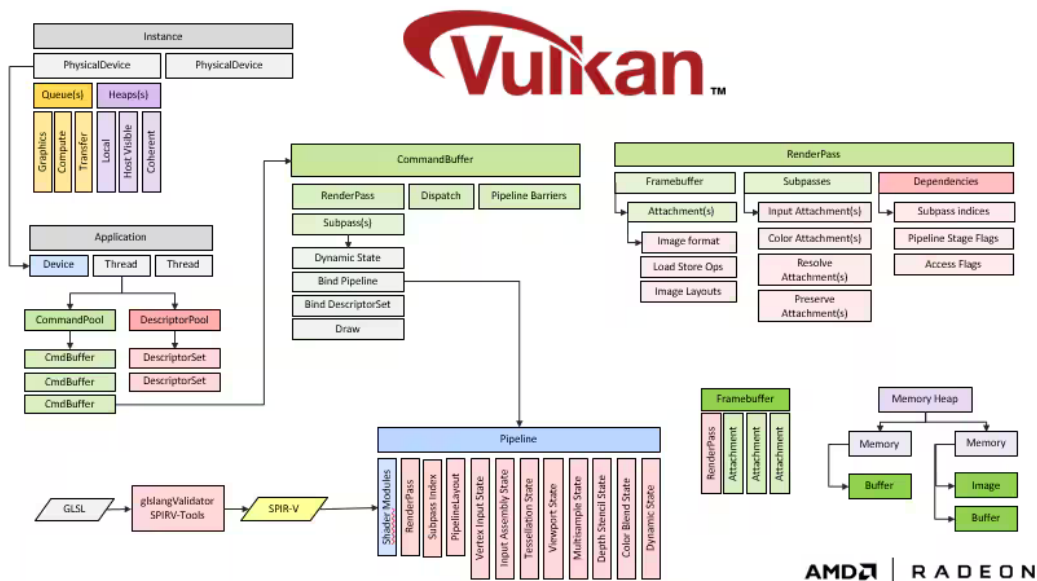 Instance
PhysicalDevice
PhysicalDevice
Queue(s)
Heaps(s)
Graphics
Compute
Transfer
Local
Host Visible
Coherent
Vulkan™
Application
Device
Thread
Thread
CommandPool
DescriptorPool
CmdBuffer
CmdBuffer
CmdBuffer
DescriptorSet
DescriptorSet
CommandBuffer
RenderPass
Dispatch
Pipeline Barriers
Subpass(s)
Dynamic State
Bind Pipeline
Bind DescriptorSet
Draw
RenderPass
Framebuffer
Subpasses
Dependencies
Attachment(s)
Image format
Load Store Ops
Image Layouts
Input Attachment(s)
Color Attachment(s)
Resolve
Attachment(s)
Preserve
Attachment(s)
Subpass indices
Pipeline Stage Flags
Access Flags
GLSL
glslangValidator
SPIRV-Tools
SPIR-V
Pipeline
Shader Modules
RenderPass
Subpass Index
PipelineLayout
Vertex Input State
Input Assembly State
Tessellation State
Viewport State
Multisample State
Depth Stencil State
Color Blend State
Dynamic State
Framebuffer
RenderPass
Attachment
Attachment
Attachment
Memory Heap
Memory
Memory
Buffer
Image
Buffer
AMD
RADEON